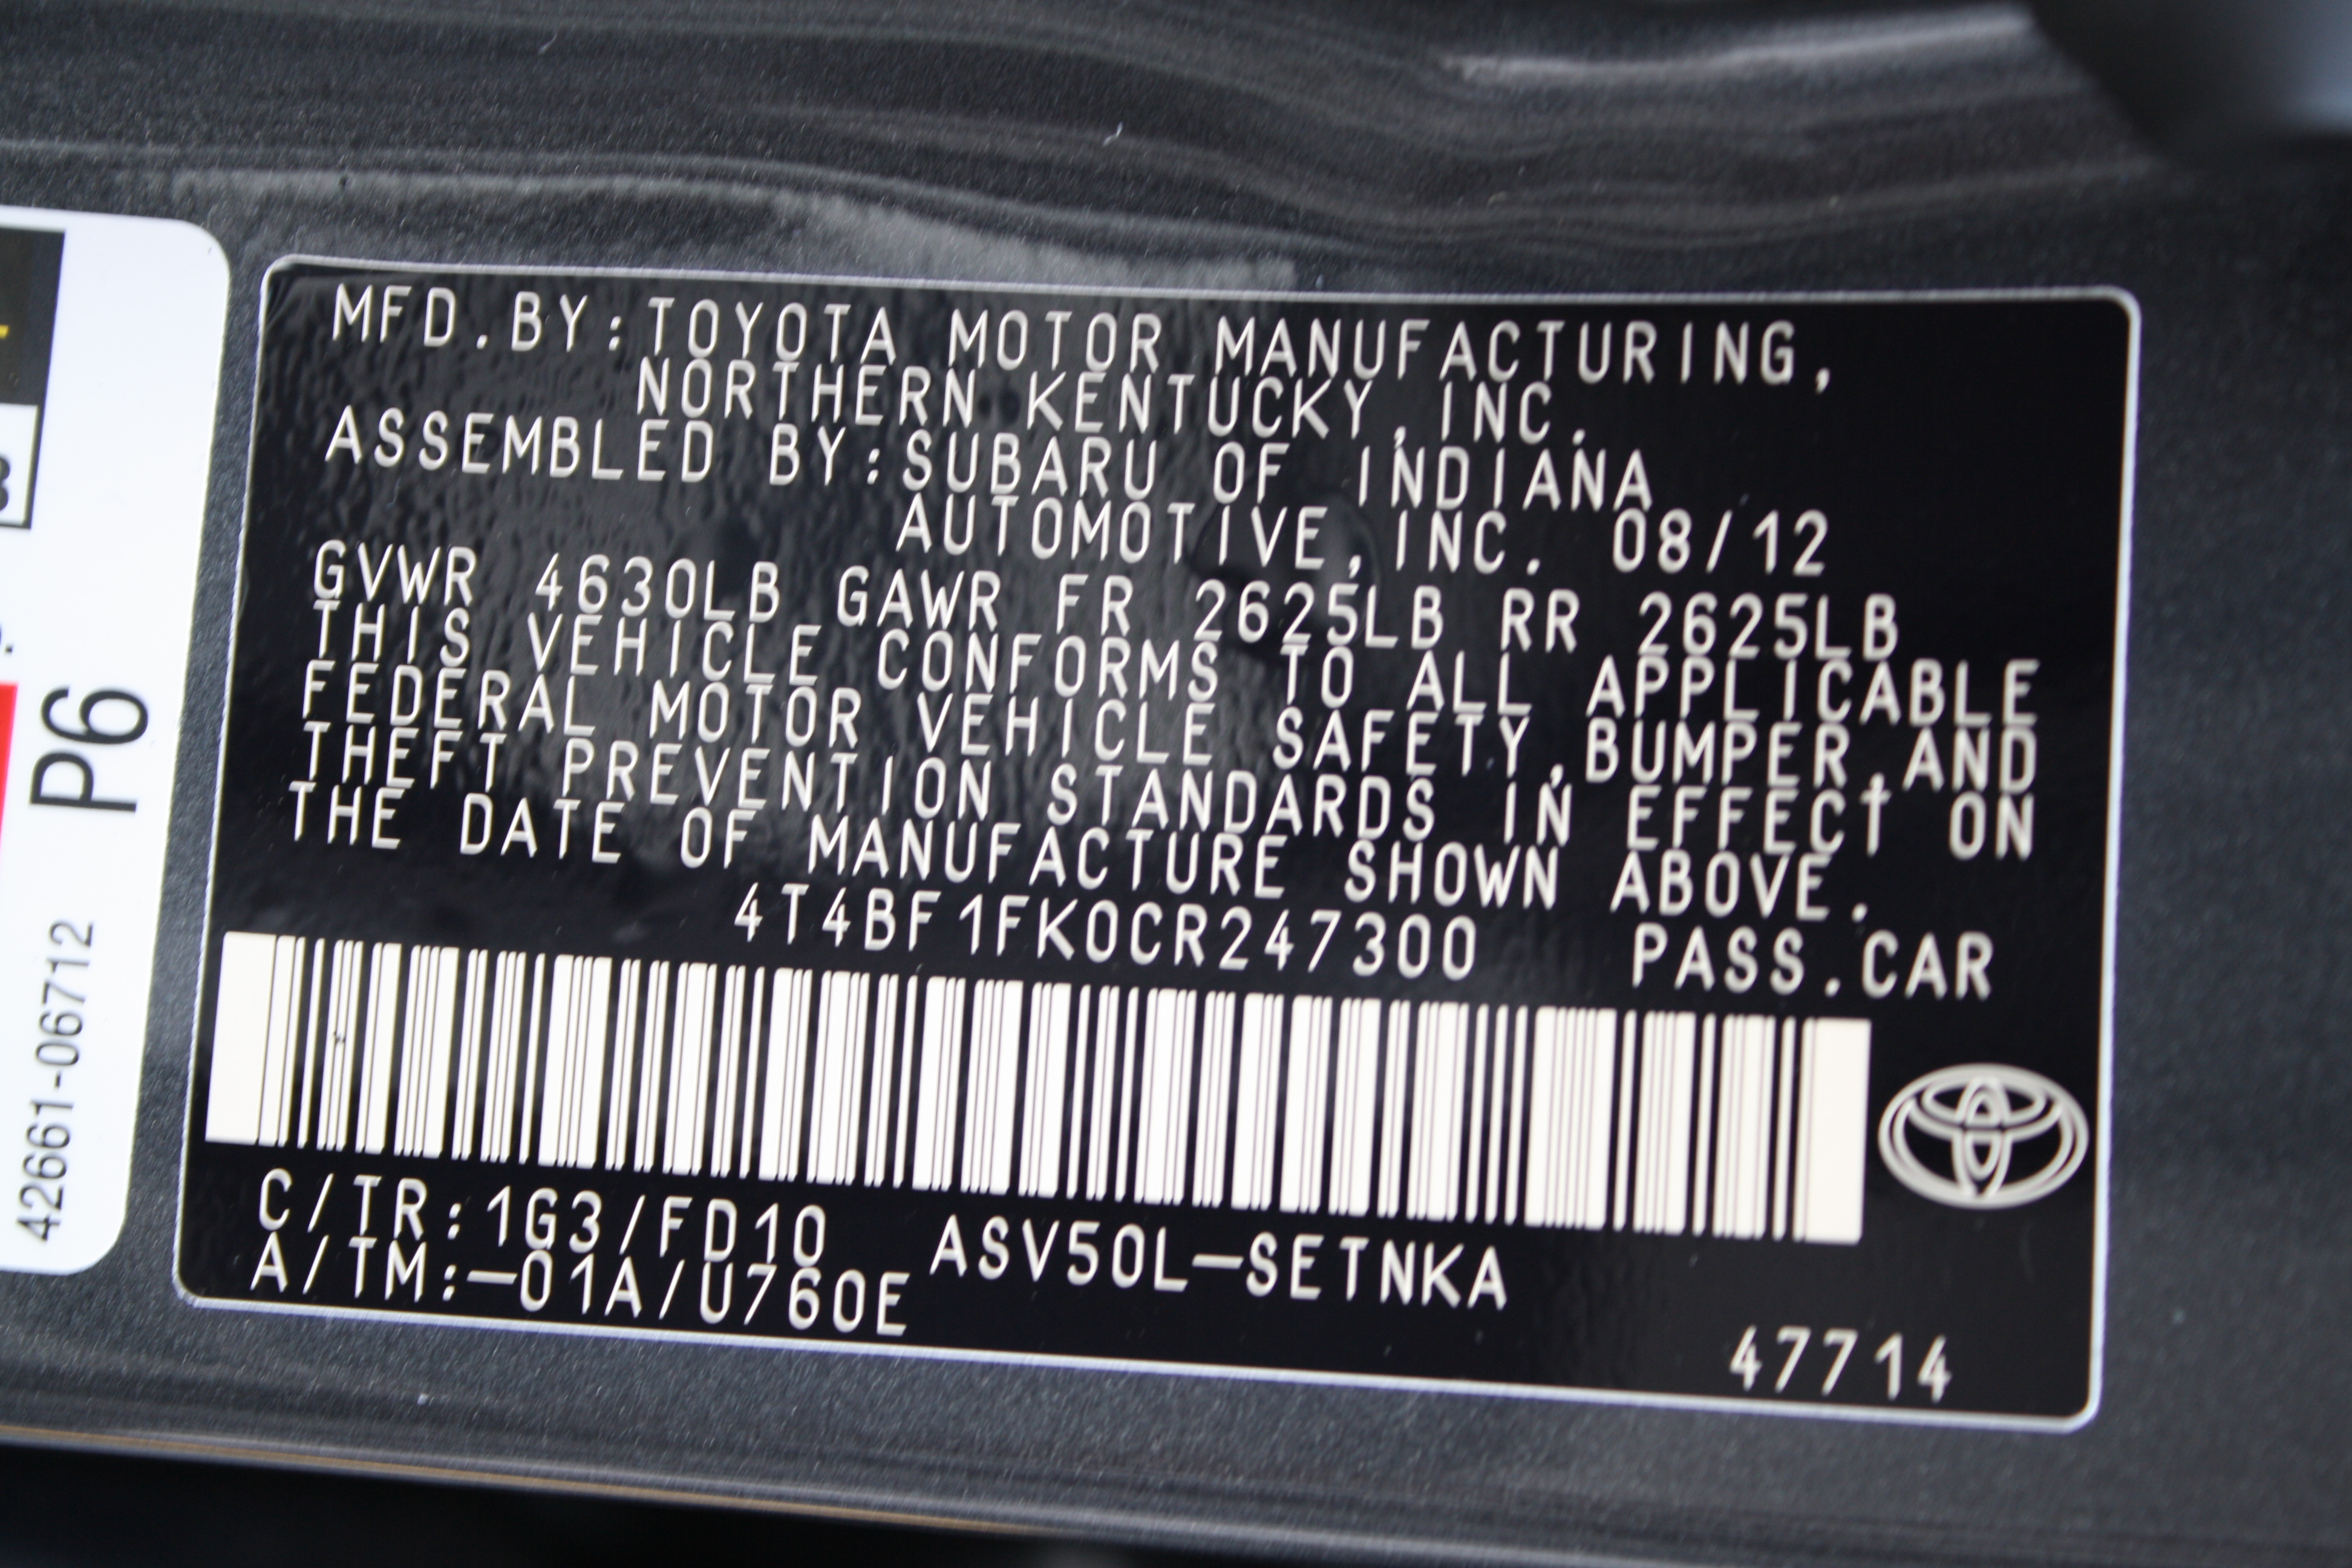 MFD.BY:TOYOTA MOTOR MANUFACTURING,
NORTHERN KENTUCKY,INC.
ASSEMBLED BY:SUBARU OF INDIANA
AUTOMOTIVE,INC. 08/12
GVWR 4630LB GAWR FR 2625LB RR 2625LB
THIS VEHICLE CONFORMS TO ALL APPLICABLE
FEDERAL MOTOR VEHICLE SAFETY,BUMPER,AND
THEFT PREVENTION STANDARDS IN EFFECT ON
THE DATE OF MANUFACTURE SHOWN ABOVE.
4T4BF1FK0CR247300 PASS.CAR
C/TR:1G3/FD10 ASV50L-SETNKA
A/TM:-01A/U760E
47714
P6
42661-06712